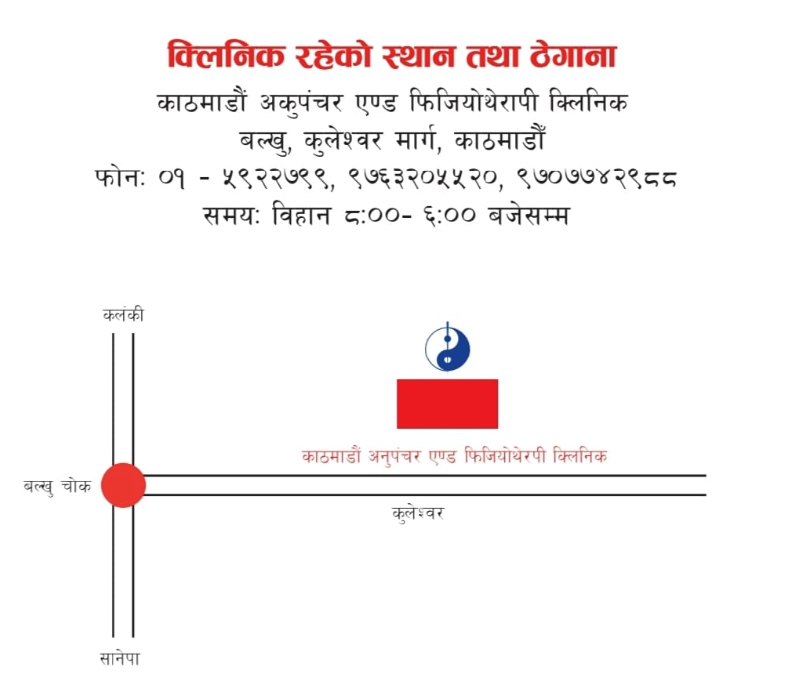 क्लिनिक रहेको स्थान तथा ठेगाना
काठमाडौं अकुपंचर एण्ड फिजियोथेरापी क्लिनिक
बल्खु, कुलेश्वर मार्ग, काठमाडौँ
फोनः ०१ - ५९२२७९९, ९७६३२०५५२०, ९७०७७४२९८८
समयः विहान ८:००- ६:०० बजेसम्म
कलंकी
काठमाडौं अनुपंचर एण्ड फिजियोथेरपी क्लिनिक
बल्खु चोक
कुलेश्वर
सानेपा